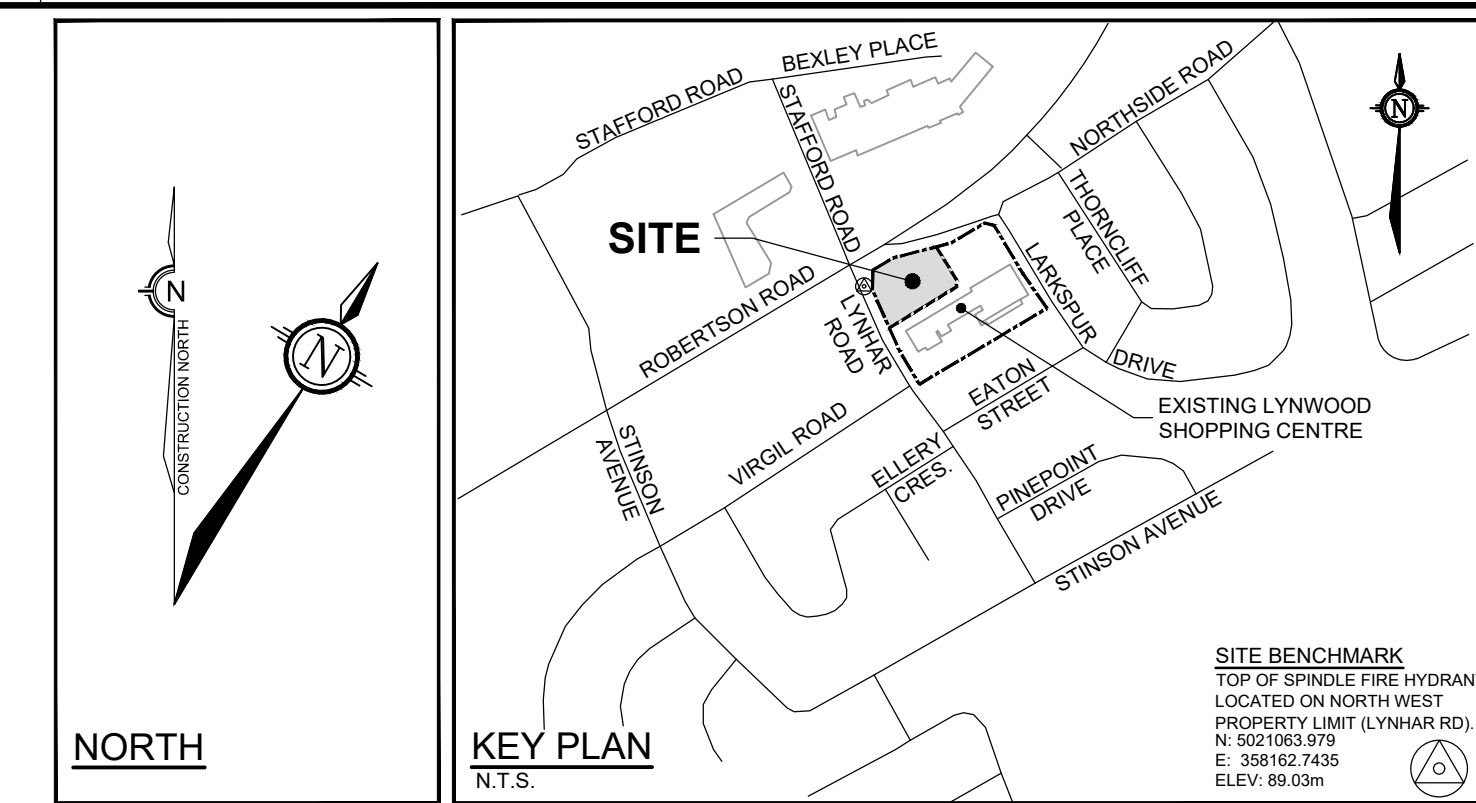 N
CONSTRUCTION NORTH
N
NORTH
BEXLEY PLACE
STAFFORD ROAD
STAFFORD ROAD
NORTHSIDE ROAD
N
THORNCLIFF
PLACE
SITE
LARKSPUR
DRIVE
ROBERTSON ROAD
LYNHAR
ROAD
EATON
STREET
EXISTING LYNWOOD
SHOPPING CENTRE
VIRGIL ROAD
STINSON
AVENUE
ELLERY
CRES.
PINEPOINT
DRIVE
STINSON AVENUE
KEY PLAN
N.T.S.
SITE BENCHMARK
TOP OF SPINDLE FIRE HYDRANT
LOCATED ON NORTH WEST
PROPERTY LIMIT (LYNHAR RD).
N: 5021063.979
E: 358162.7435
ELEV: 89.03m